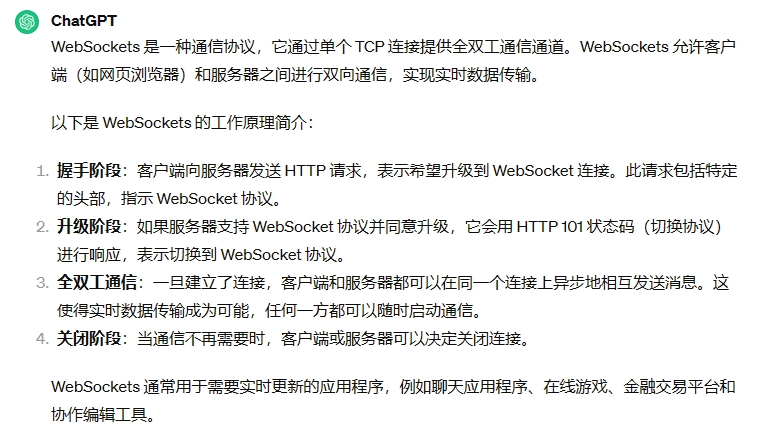 ChatGPT
WebSockets 是一种通信协议，它通过单个 TCP 连接提供全双工通信通道。WebSockets 允许客户
端（如网页浏览器）和服务器之间进行双向通信，实现实时数据传输。
以下是 WebSockets 的工作原理简介：
1. 握手阶段：客户端向服务器发送 HTTP 请求，表示希望升级到 WebSocket 连接。此请求包括特定
的头部，指示 WebSocket 协议。
2. 升级阶段：如果服务器支持 WebSocket 协议并同意升级，它会用 HTTP 101 状态码（切换协议）
进行响应，表示切换到 WebSocket 协议。
3. 全双工通信：一旦建立了连接，客户端和服务器都可以在同一个连接上异步地相互发送消息。这
使得实时数据传输成为可能，任何一方都可以随时启动通信。
4. 关闭阶段：当通信不再需要时，客户端或服务器可以决定关闭连接。
WebSockets 通常用于需要实时更新的应用程序，例如聊天应用程序、在线游戏、金融交易平台和
协作编辑工具。